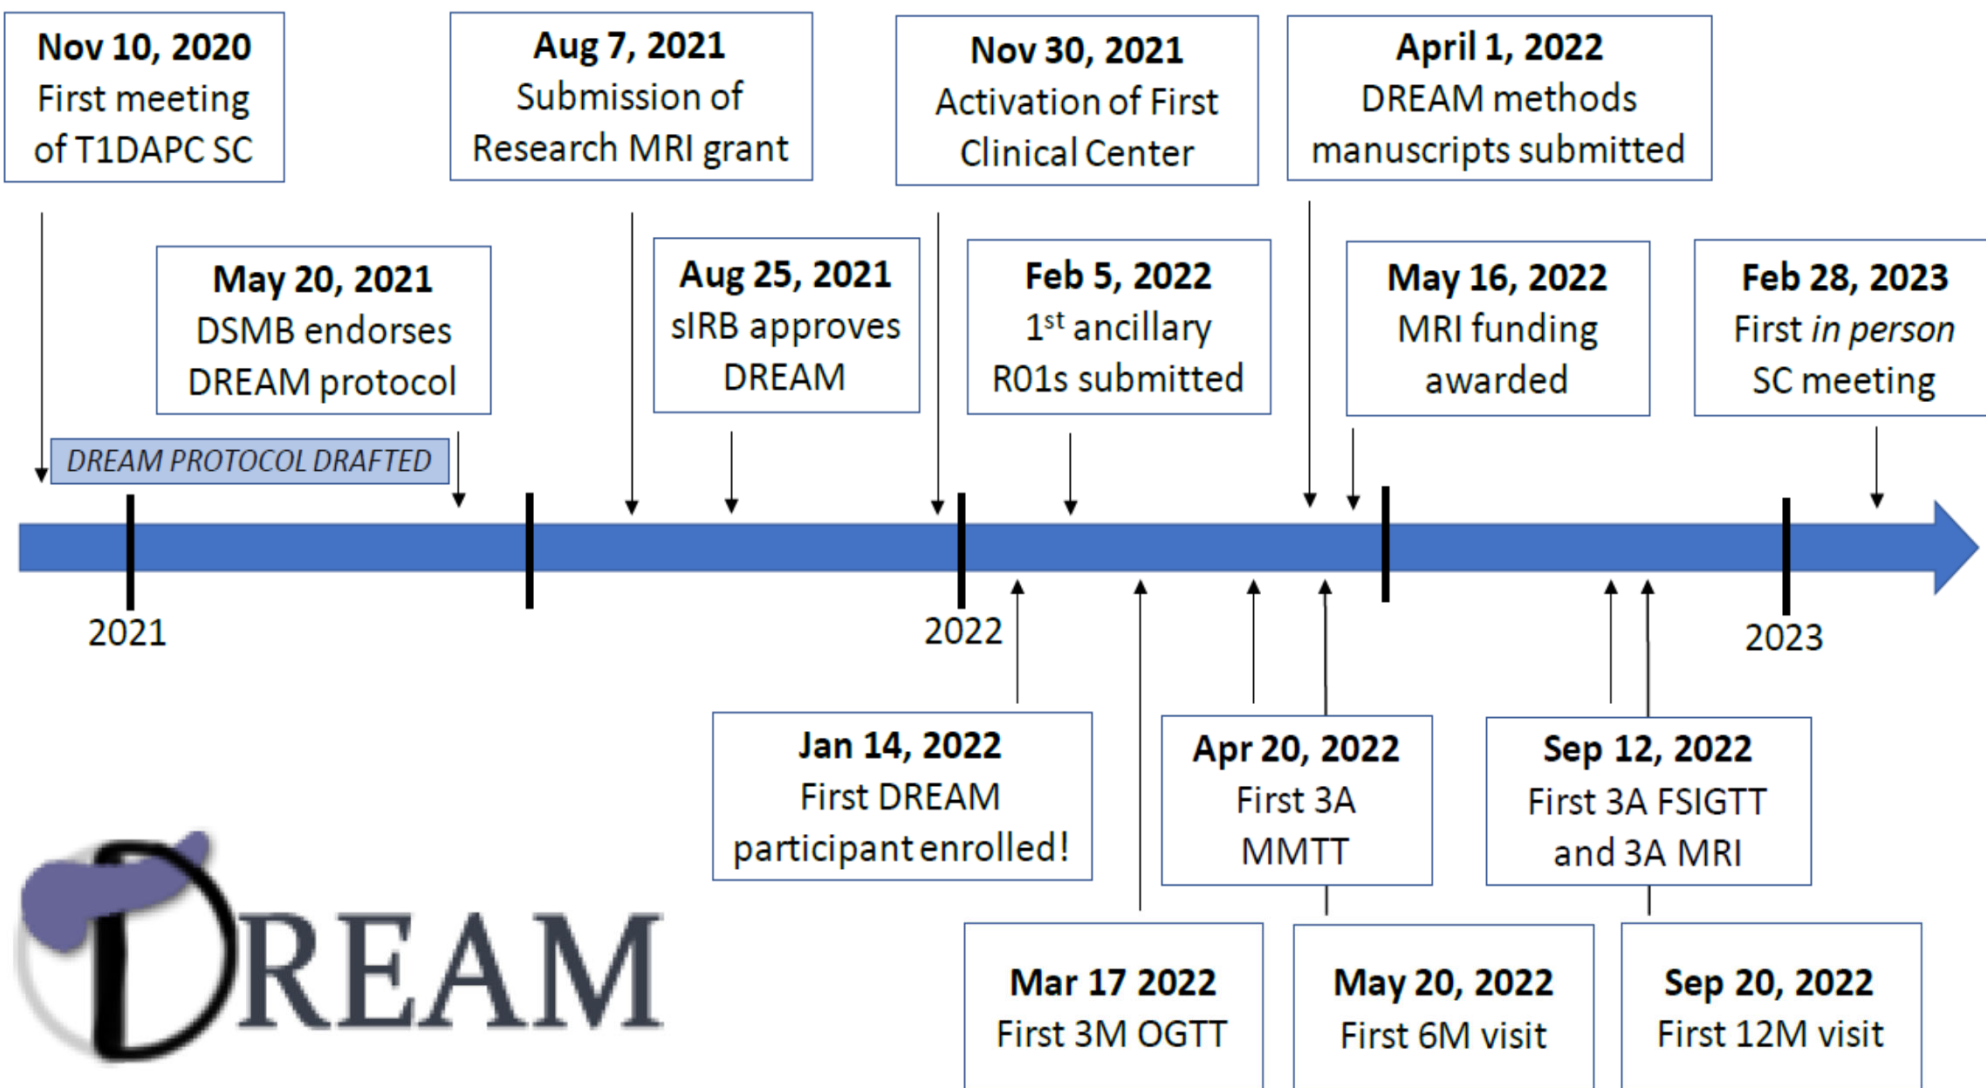 Nov 10, 2020
First meeting
of T1DAPC SC
Aug 7, 2021
Submission of
Research MRI grant
Nov 30, 2021
Activation of First
Clinical Center
April 1, 2022
DREAM methods
manuscripts submitted
May 20, 2021
DSMB endorses
DREAM protocol
Aug 25, 2021
sIRB approves
DREAM
Feb 5, 2022
1st ancillary
R01s submitted
May 16, 2022
MRI funding
awarded
Feb 28, 2023
First in person
SC meeting
DREAM PROTOCOL DRAFTED
2021
2022
2023
Jan 14, 2022
First DREAM
participant enrolled!
Apr 20, 2022
First 3A
MMTT
Sep 12, 2022
First 3A FSIGTT
and 3A MRI
Mar 17 2022
First 3M OGTT
May 20, 2022
First 6M visit
Sep 20, 2022
First 12M visit
DREAM